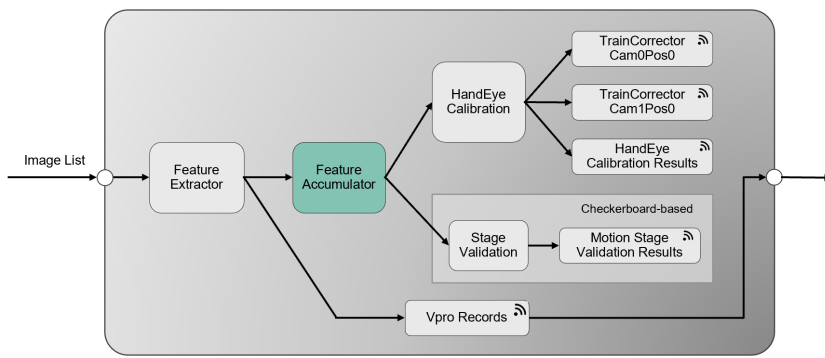 Image List
Feature
Extractor
Feature
Accumulator
HandEye
Calibration
TrainCorrector
Cam0Pos0
TrainCorrector
Cam1Pos0
HandEye
Calibration Results
Checkerboard-based
Stage
Validation
Motion Stage
Validation Results
Vpro Records